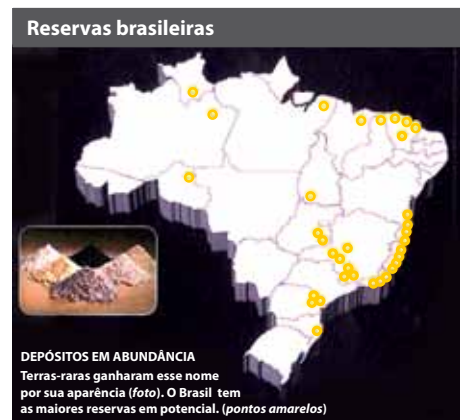 Reservas brasileiras
DEPÓSITOS EM ABUNDÂNCIA
Terras-raras ganharam esse nome
por sua aparência (foto). O Brasil tem
as maiores reservas em potencial. (pontos amarelos)